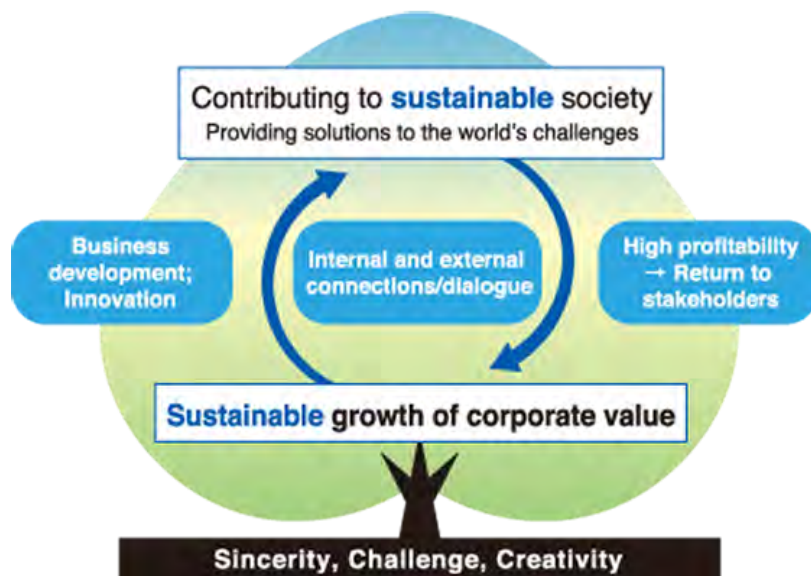 Contributing to sustainable society
Providing solutions to the world's challenges
Business
development;
Innovation
Internal and external
connections/dialogue
High profitability
→ Return to
stakeholders
Sustainable growth of corporate value
Sincerity, Challenge, Creativity